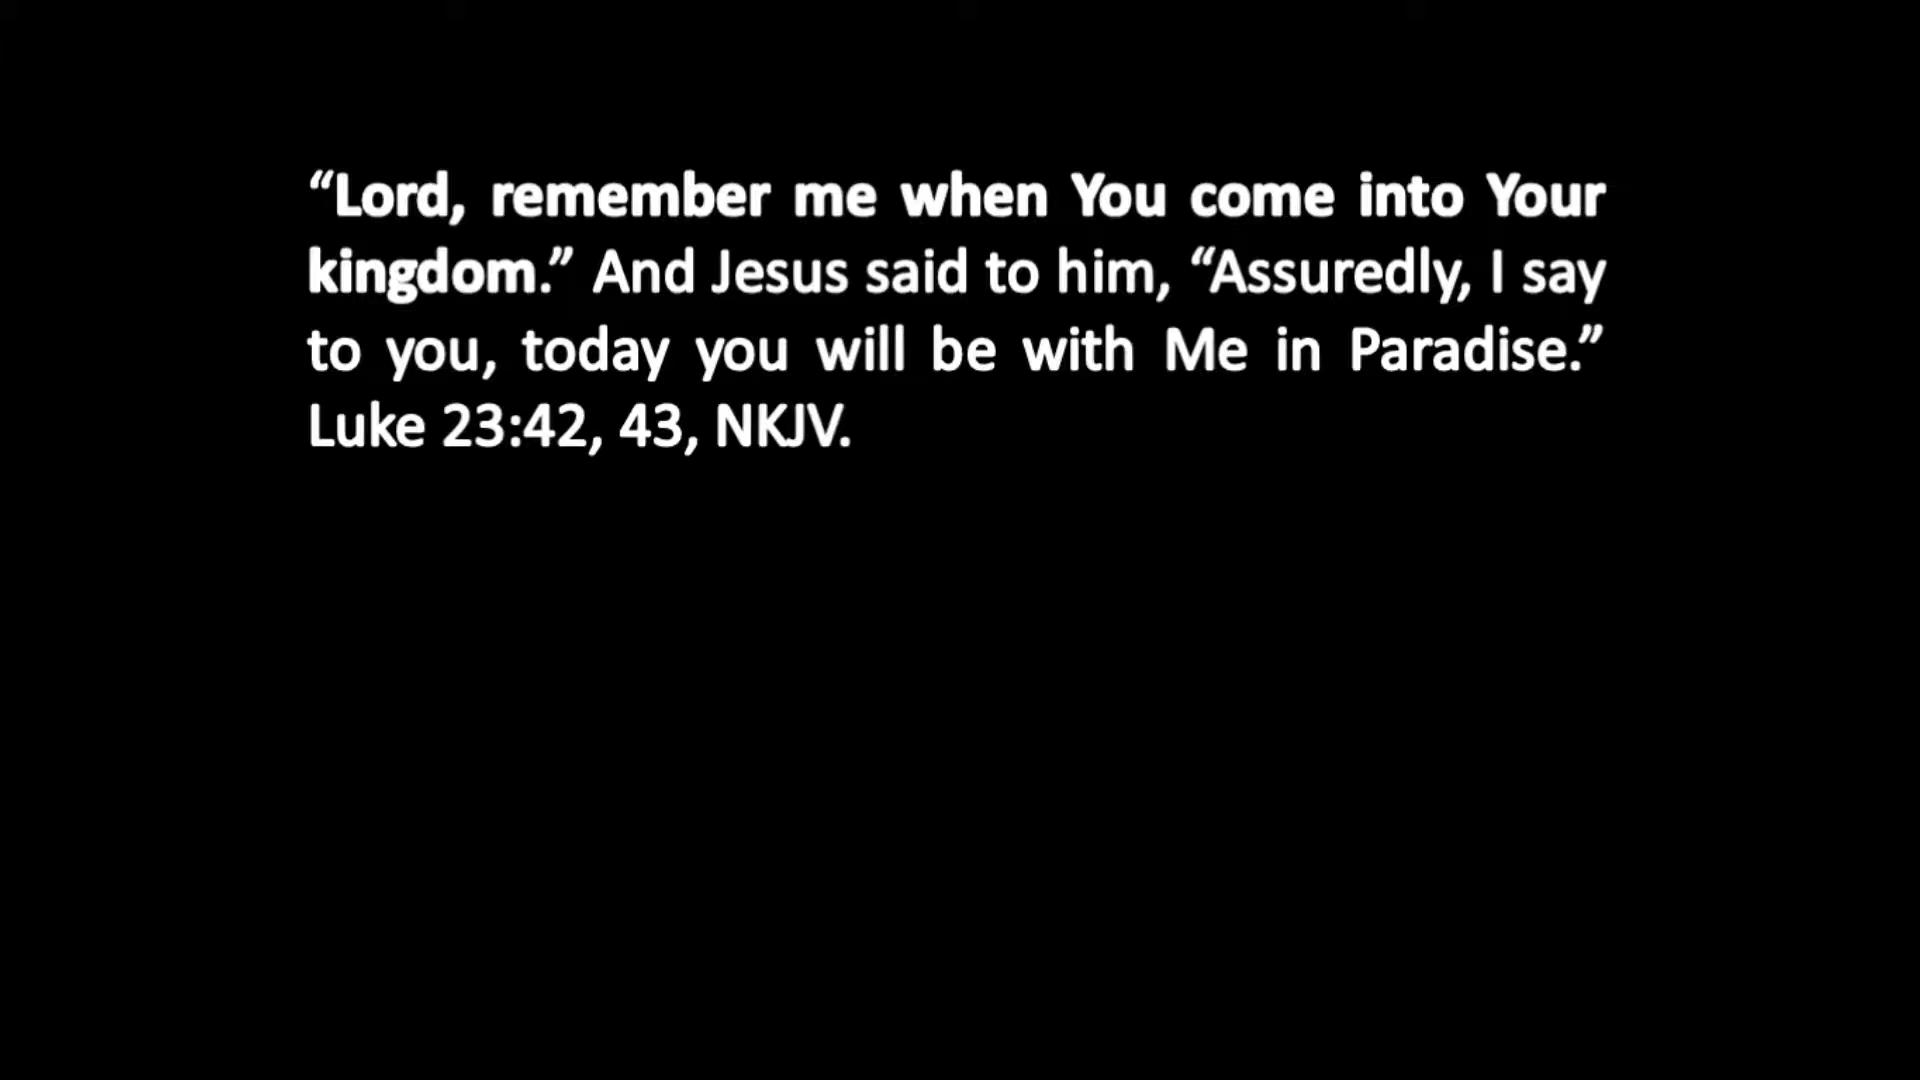 “Lord, remember me when You come into Your
kingdom.” And Jesus said to him, “Assuredly, I say
to you, today you will be with Me in Paradise.”
Luke 23:42, 43, NKJV.